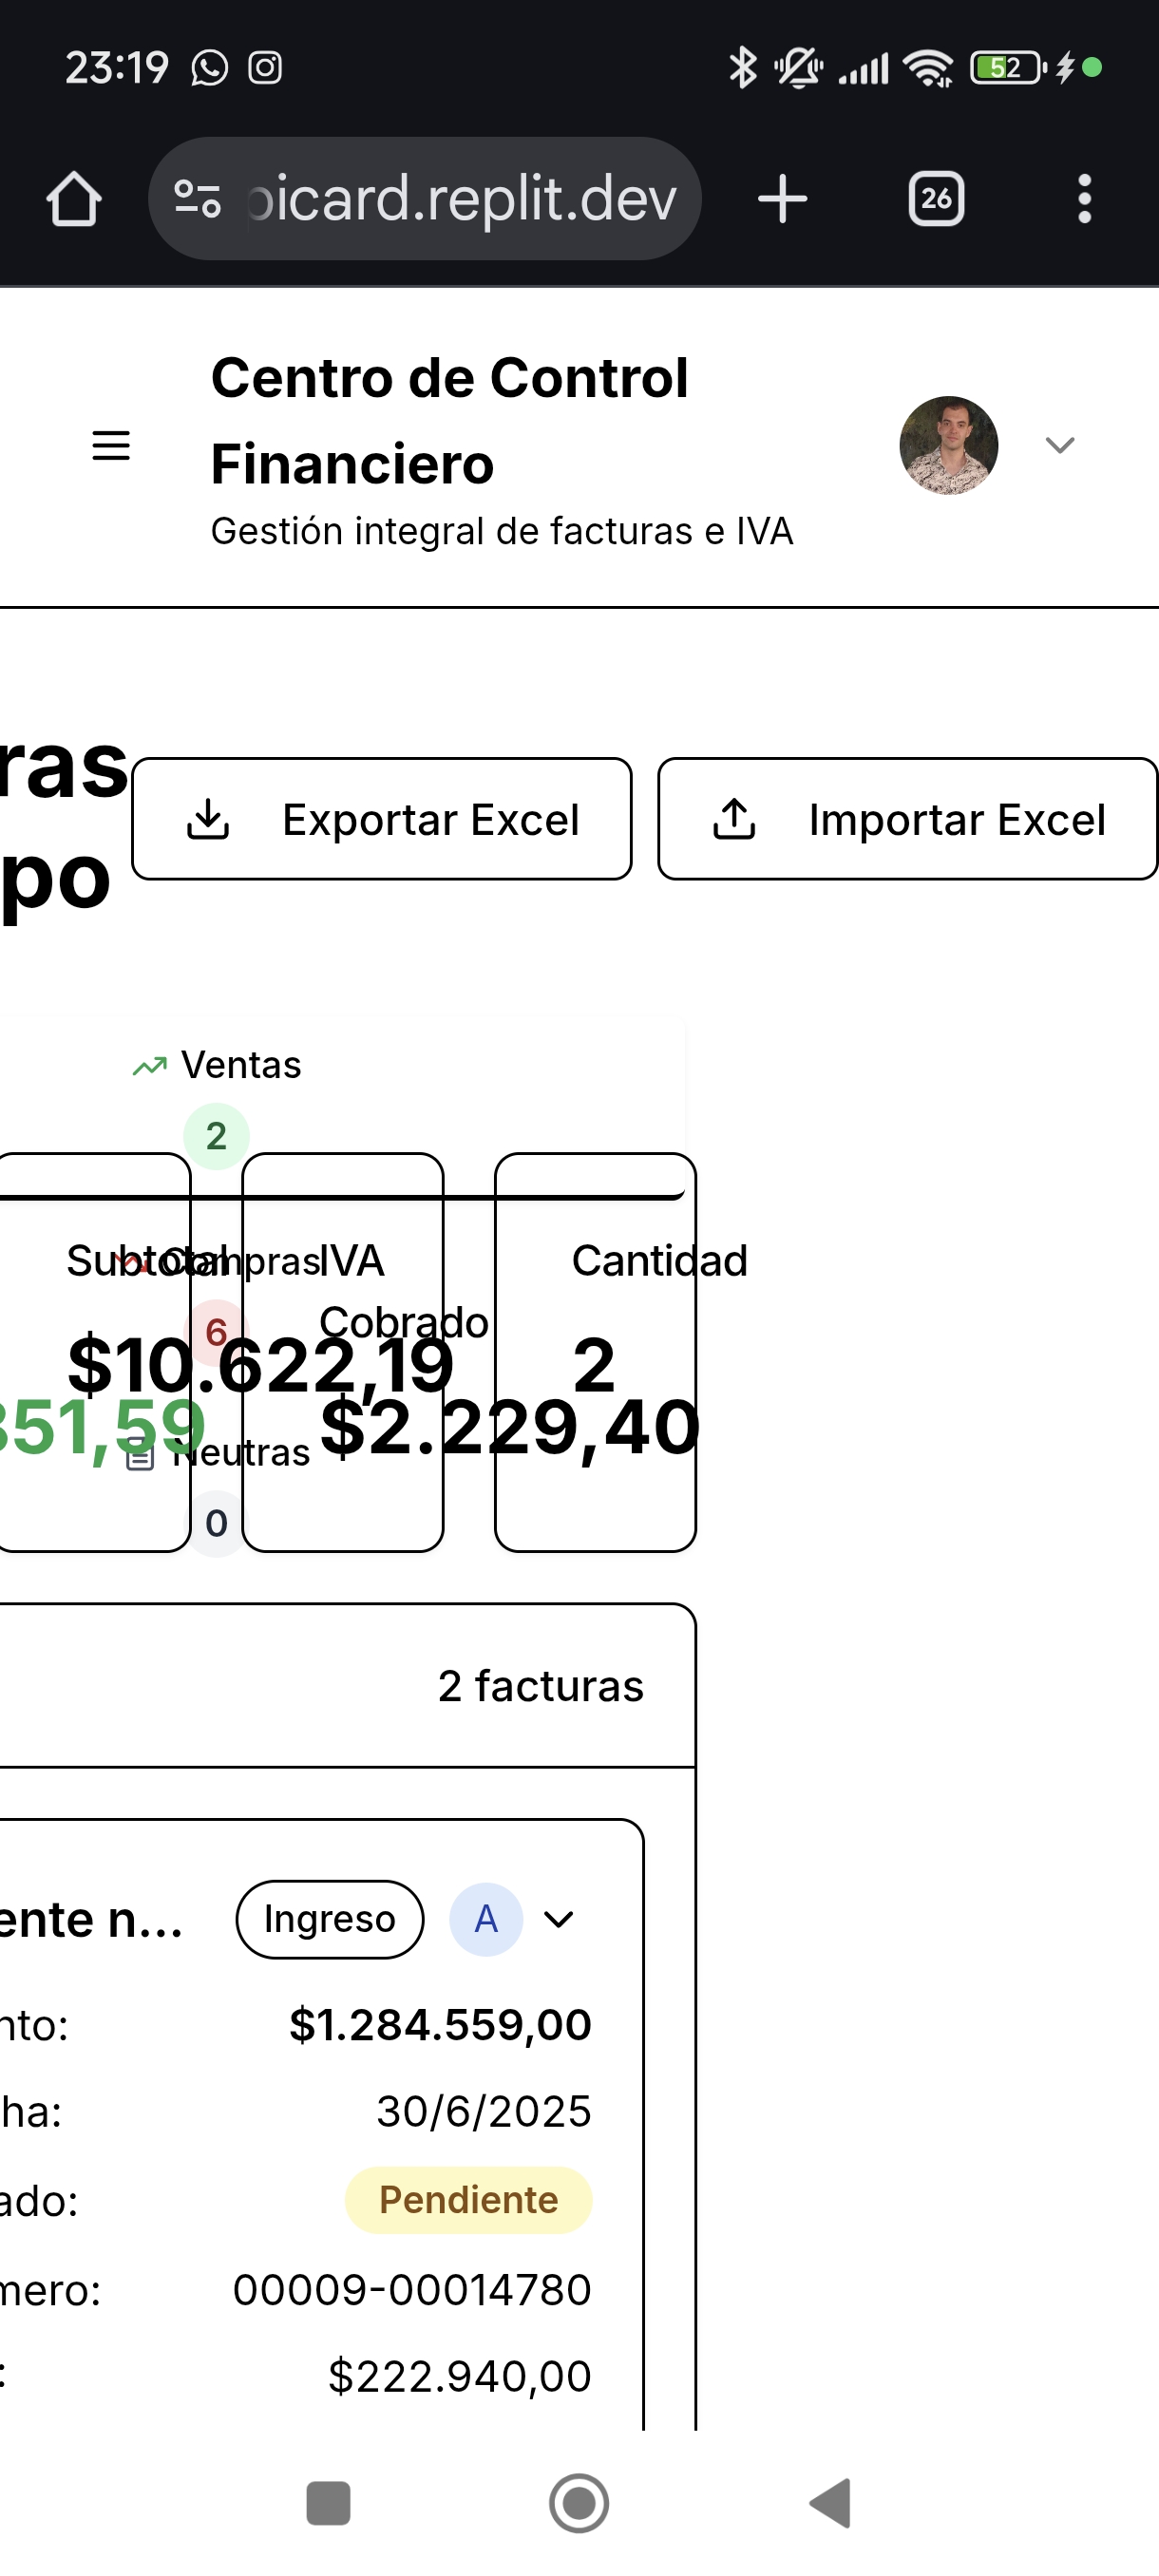 23:19
52
picard.replit.dev
26
Centro de Control
Financiero
Gestión integral de facturas e IVA
ras
po
Exportar Excel
Importar Excel
Ventas
2
Subtotal
Compras
IVA
Cobrado
Cantidad
6
$10.622,19
2
351,59
$2.229,40
Neutras
0
2 facturas
ente n...
Ingreso
A
nto:
$1.284.559,00
ha:
30/6/2025
ado:
Pendiente
mero:
00009-00014780
:
$222.940,00